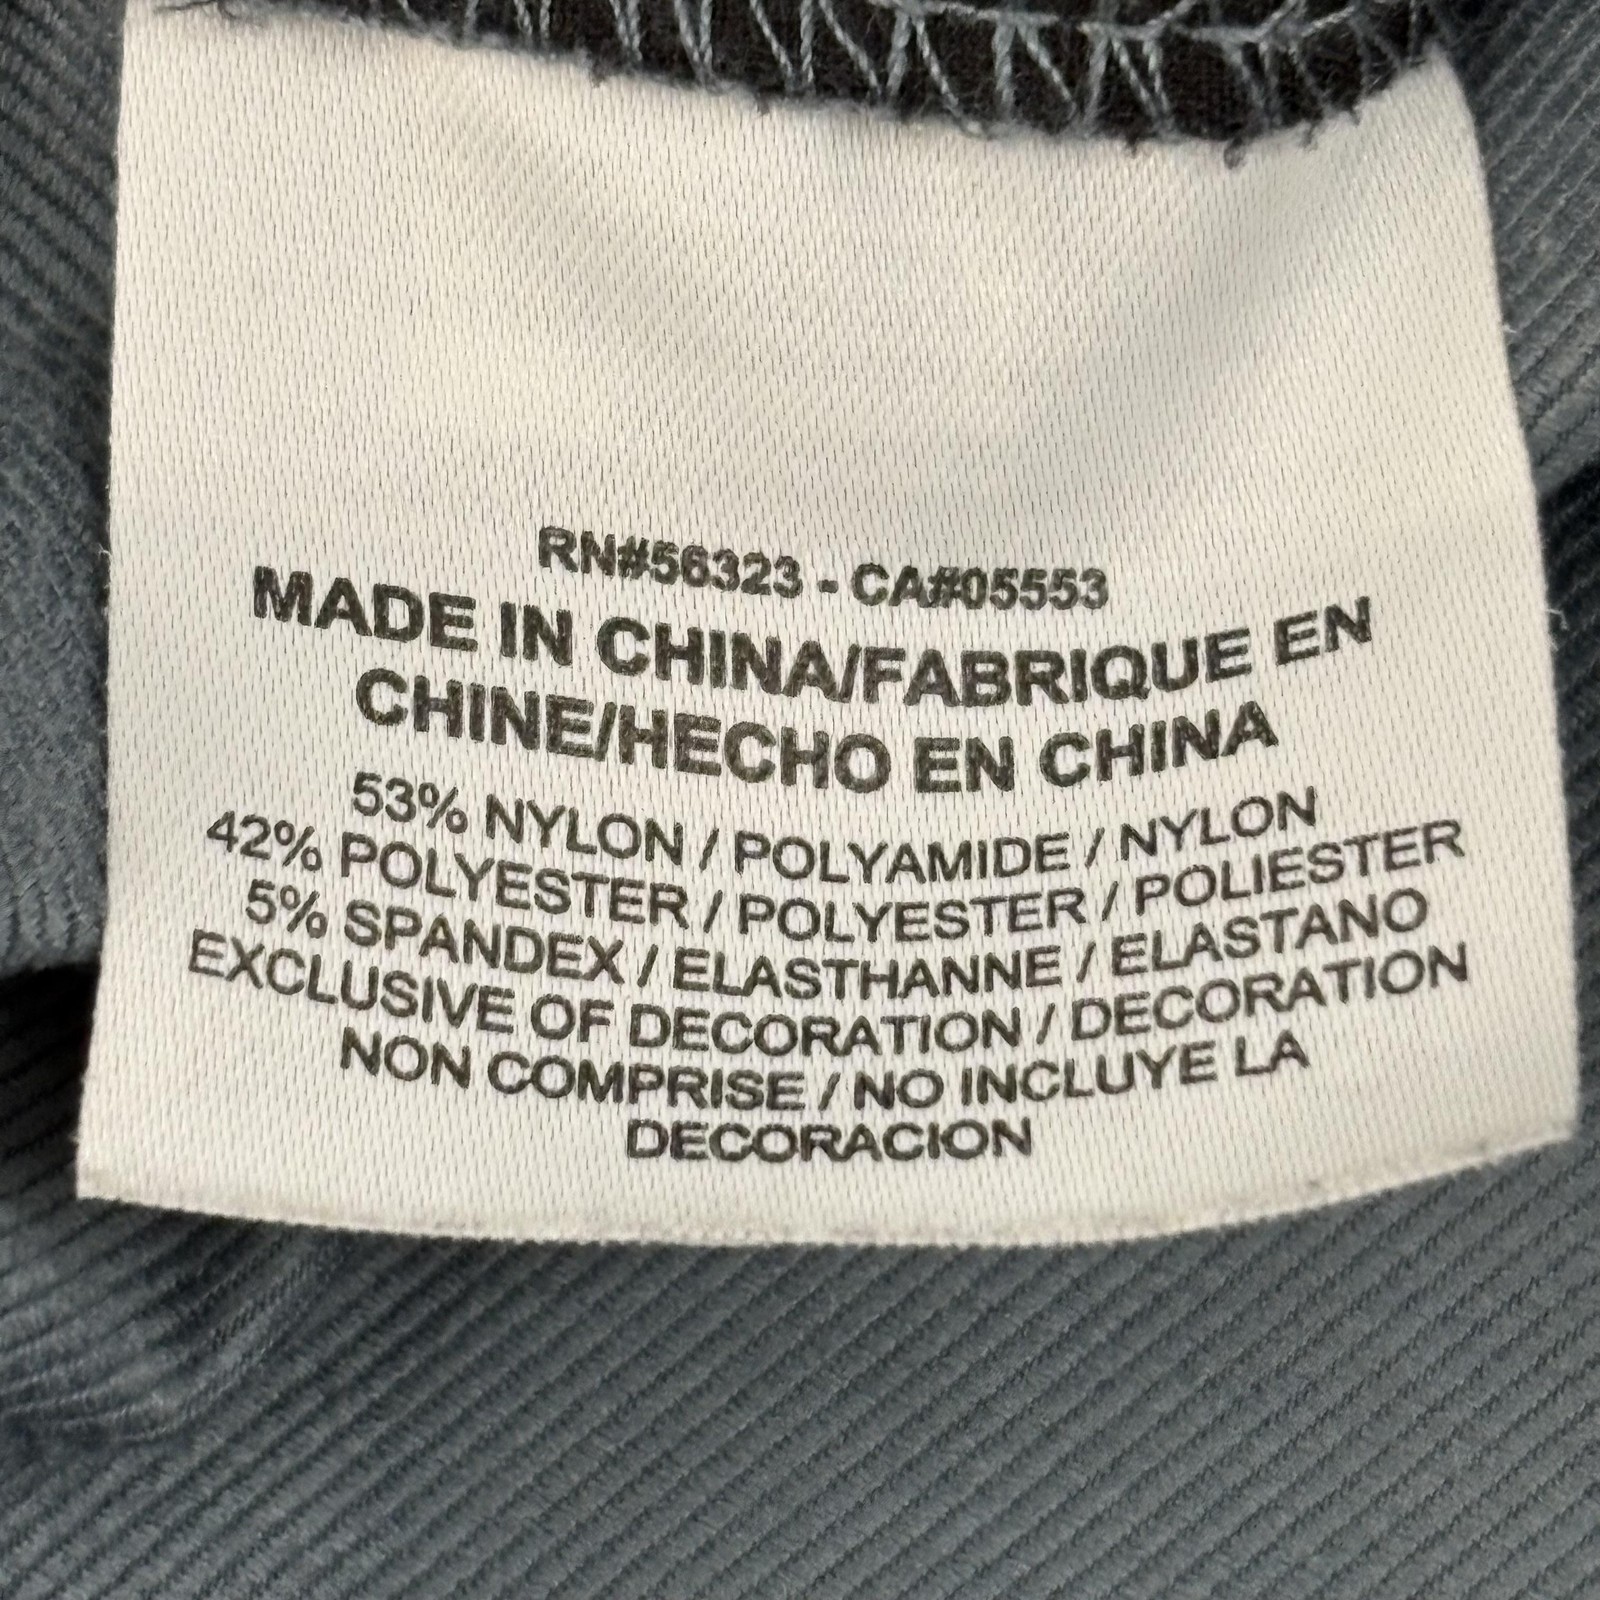 RN#56323 - CA#05553
MADE IN CHINA/FABRIQUE EN
CHINE/HECHO EN CHINA
53% NYLON / POLYAMIDE / NYLON
42% POLYESTER / POLYESTER / POLIESTER
5% SPANDEX / ELASTHANNE / ELASTANO
EXCLUSIVE OF DECORATION / DECORATION
NON COMPRISE / NO INCLUYE LA
DECORACION